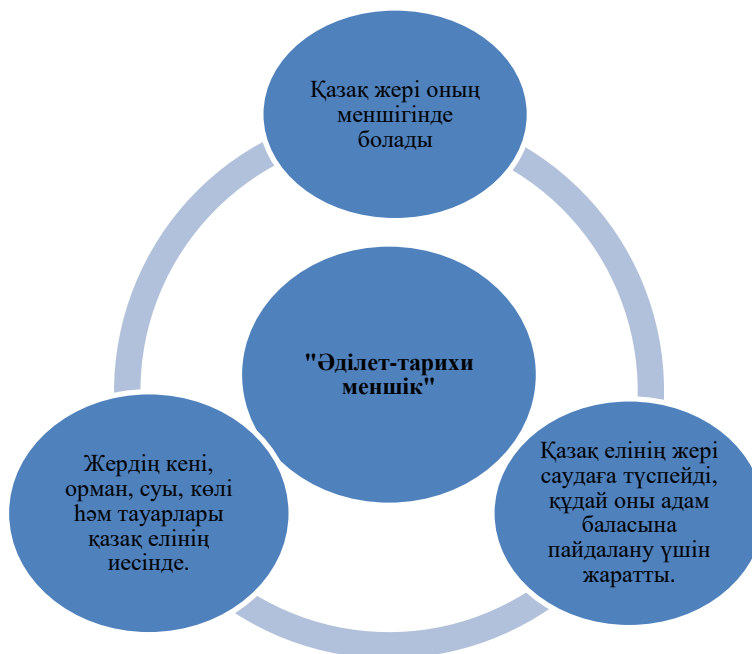 Қазақ жері оның
меншігінде
болады
"Әділет-тарихи
меншік"
Жердің кені,
орман, суы, көлі
һәм тауарлары
қазақ елінің
иесінде.
Қазақ елінің жері
саудаға түспейді,
құдай оны адам
баласына
пайдалану үшін
жаратты.